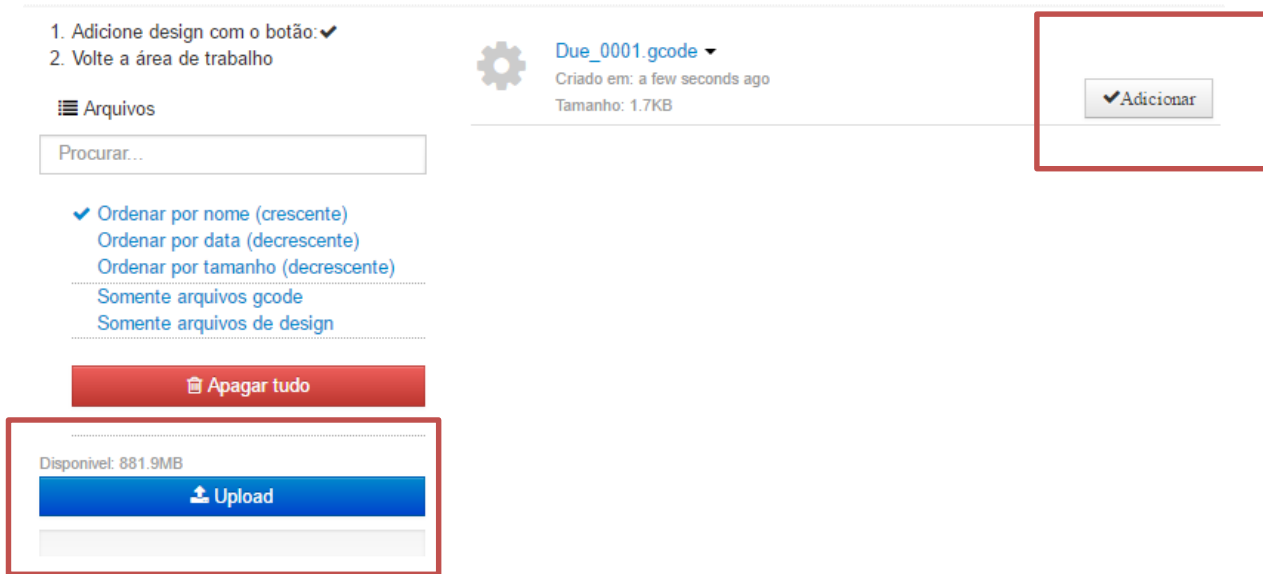 1. Adicione design com o botão:✔
2. Volte a área de trabalho
Arquivos
Procurar...
✔ Ordenar por nome (crescente)
Ordenar por data (decrescente)
Ordenar por tamanho (decrescente)
Somente arquivos gcode
Somente arquivos de design
Apagar tudo
Disponivel: 881.9MB
Upload
Due_0001.gcode
Criado em: a few seconds ago
Tamanho: 1.7KB
✔Adicionar